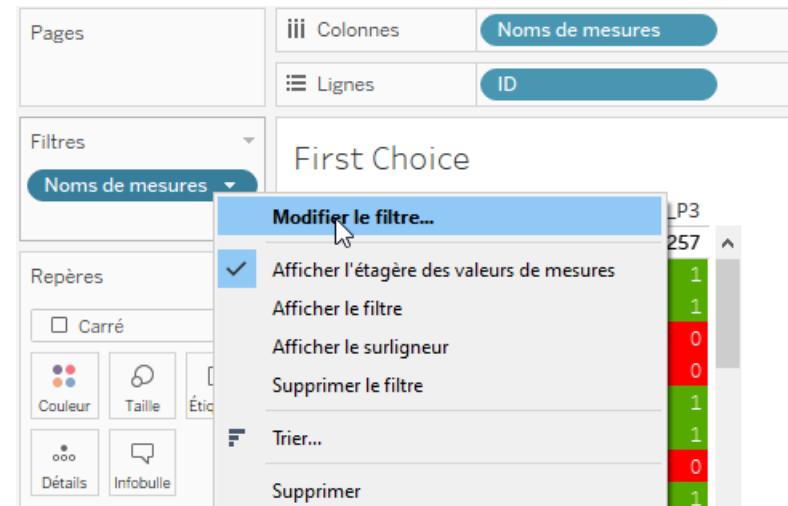 Pages
Colonnes
Noms de mesures
Lignes
ID
Filtres
Noms de mesures
First Choice
_P3
257
Modifier le filtre...
Afficher l'étagère des valeurs de mesures
Afficher le filtre
Afficher le surligneur
Supprimer le filtre
Trier...
Supprimer
Repères
Carré
Couleur
Taille
Étiq
Détails
Infobulle
1
1
0
0
1
1
0
1